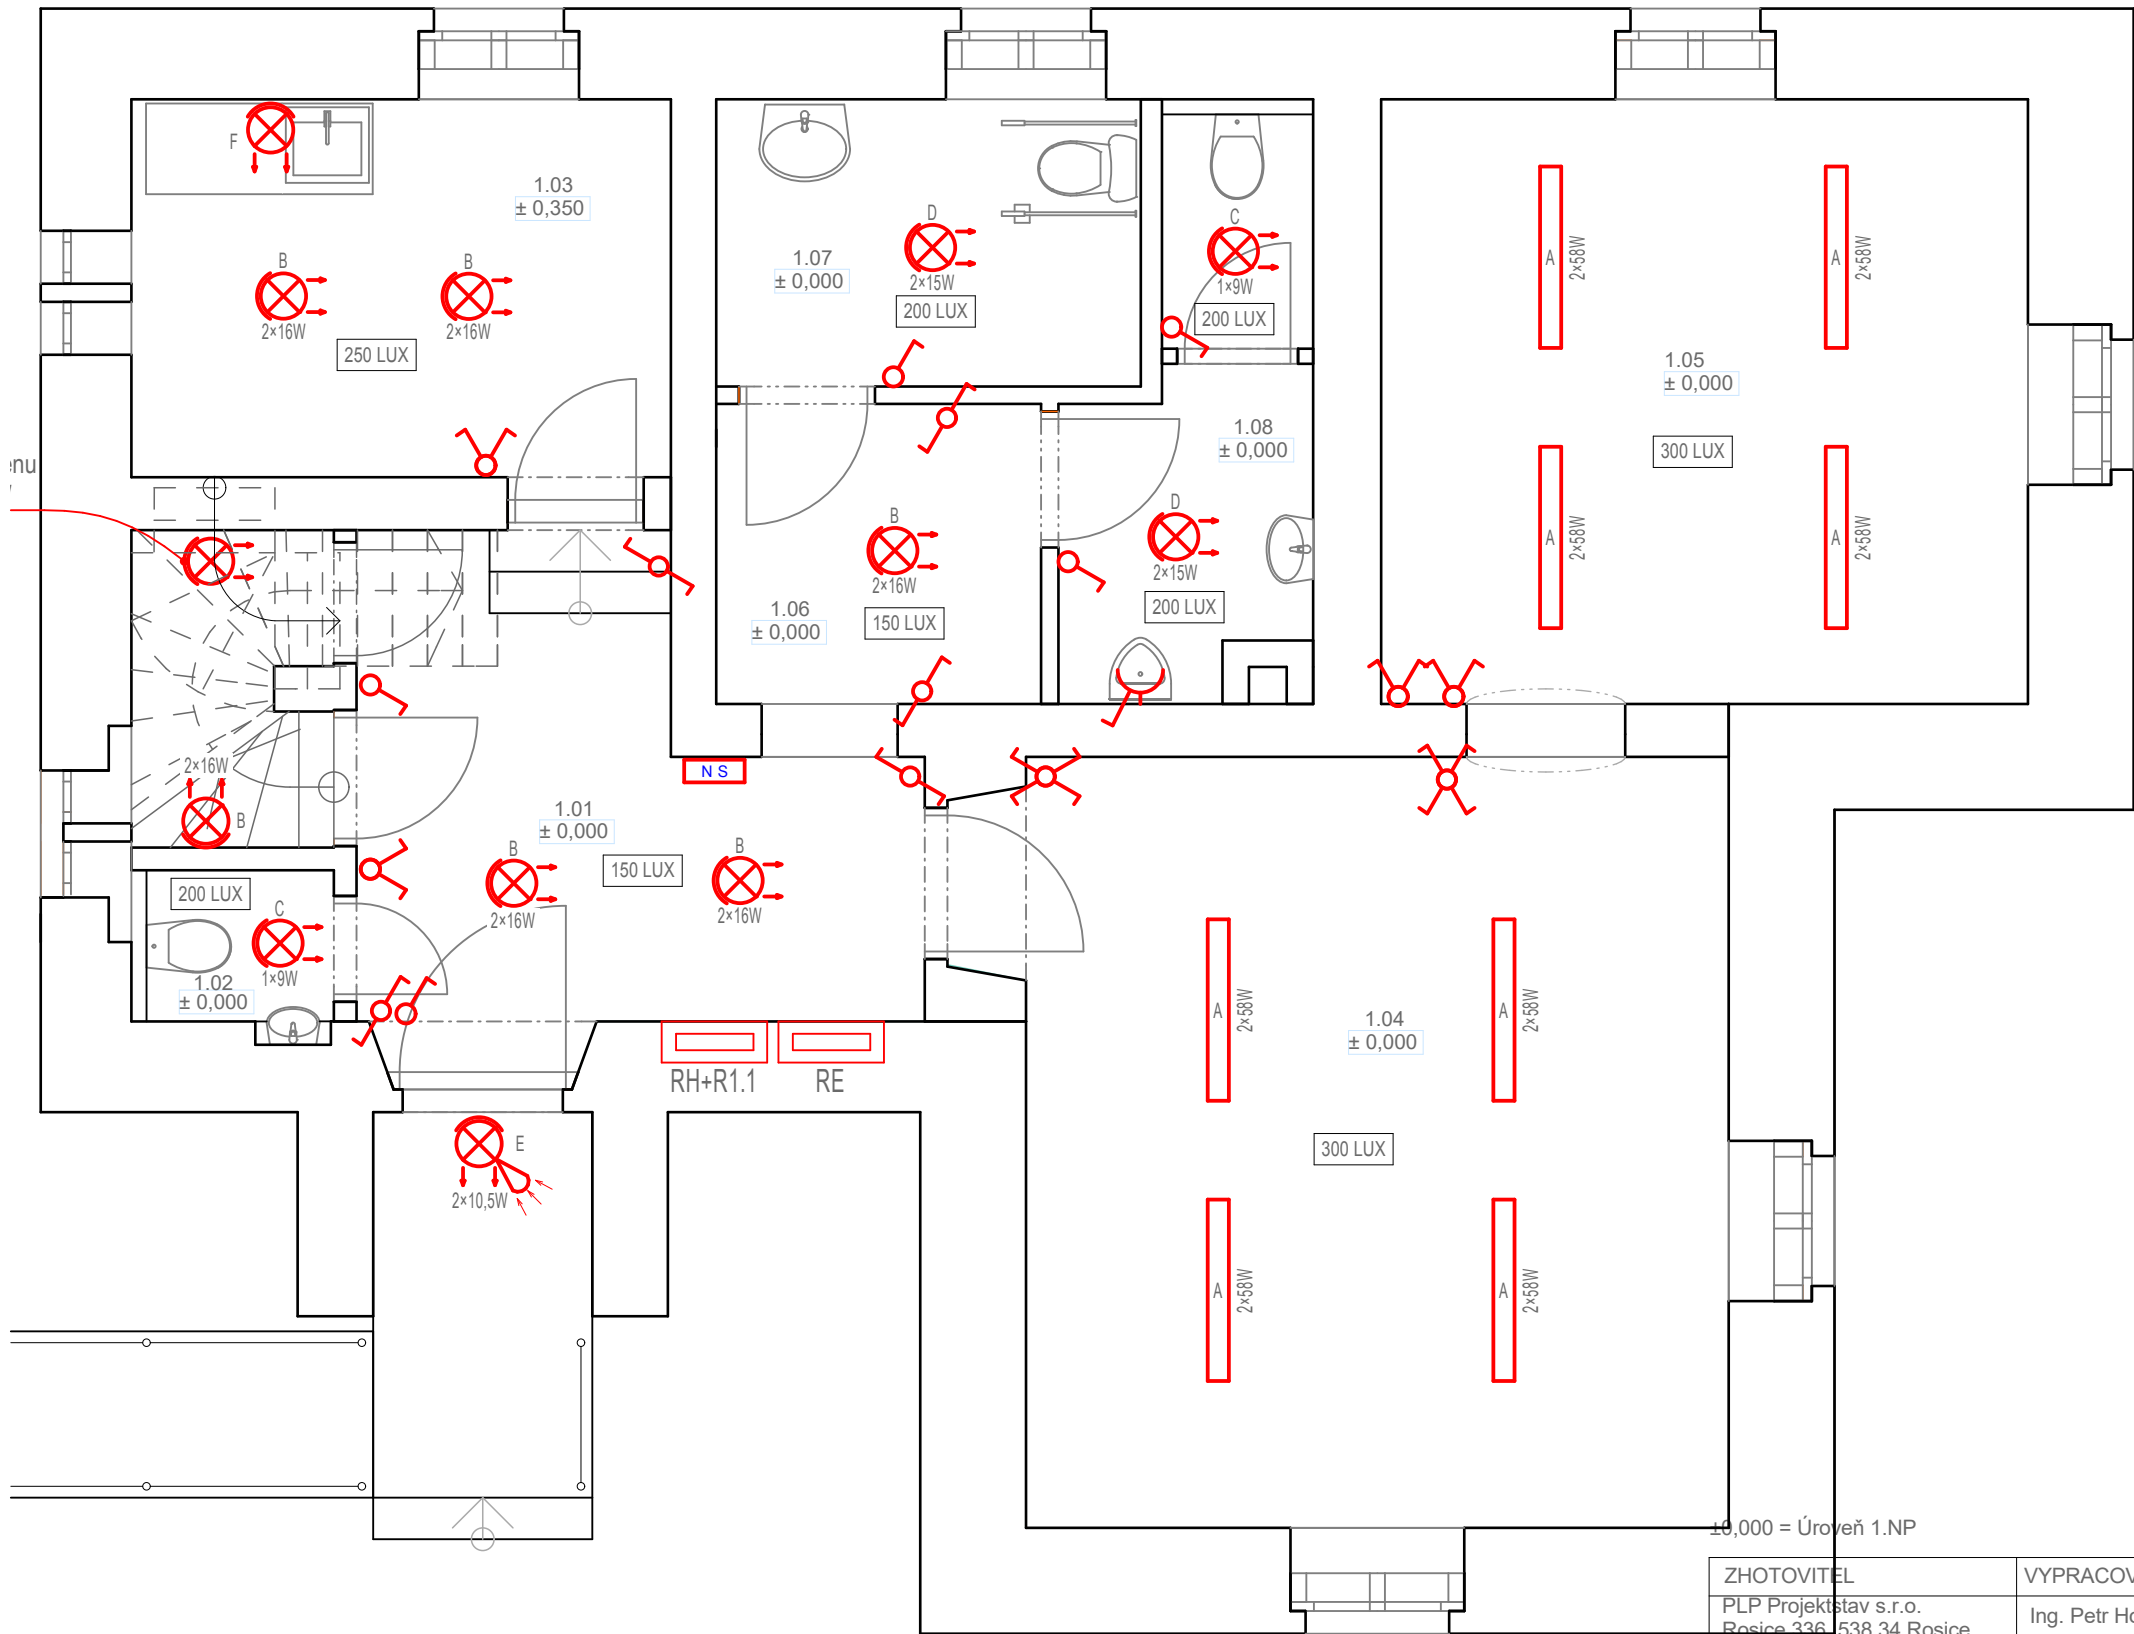 F
1.03
± 0,350
B
B
2×16W
2×16W
250 LUX
1.07
± 0,000
D
2×15W
200 LUX
C
1×9W
200 LUX
A
2×58W
A
2×58W
1.05
± 0,000
300 LUX
A
2×58W
A
2×58W
1.08
± 0,000
D
2×15W
200 LUX
B
2×16W
1.06
± 0,000
150 LUX
2×16W
B
N S
1.01
± 0,000
B
2×16W
150 LUX
B
2×16W
200 LUX
C
1×9W
1.02
± 0,000
RH+R1.1
RE
E
2×10,5W
A
2×58W
A
2×58W
1.04
± 0,000
300 LUX
A
2×58W
A
2×58W
±0,000 = Úroveň 1.NP
ZHOTOVITEL
PLP Projektstav s.r.o.
Rosice 336, 538 34 Rosice
Ing. Petr